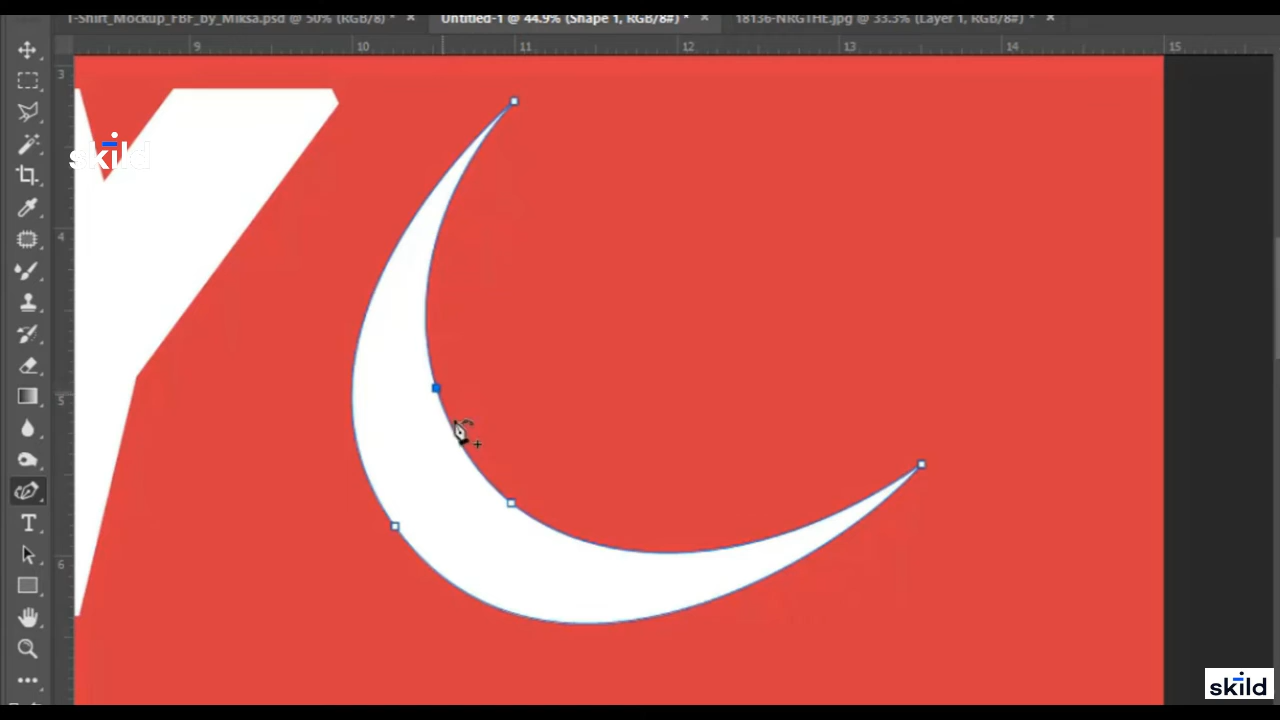 T-Shirt_Mockup_FBF_by_Miksa.psd @ 50% (RGB/8) * × Untitled-1 @ 44.9% (Shape 1, RGB/8#) * × 18136-NRGTHE.jpg @ 33.3% (Layer 1, RGB/8#) * ×
9 10 11 12 13 14 15
3
skild
4
5
T
6
skild